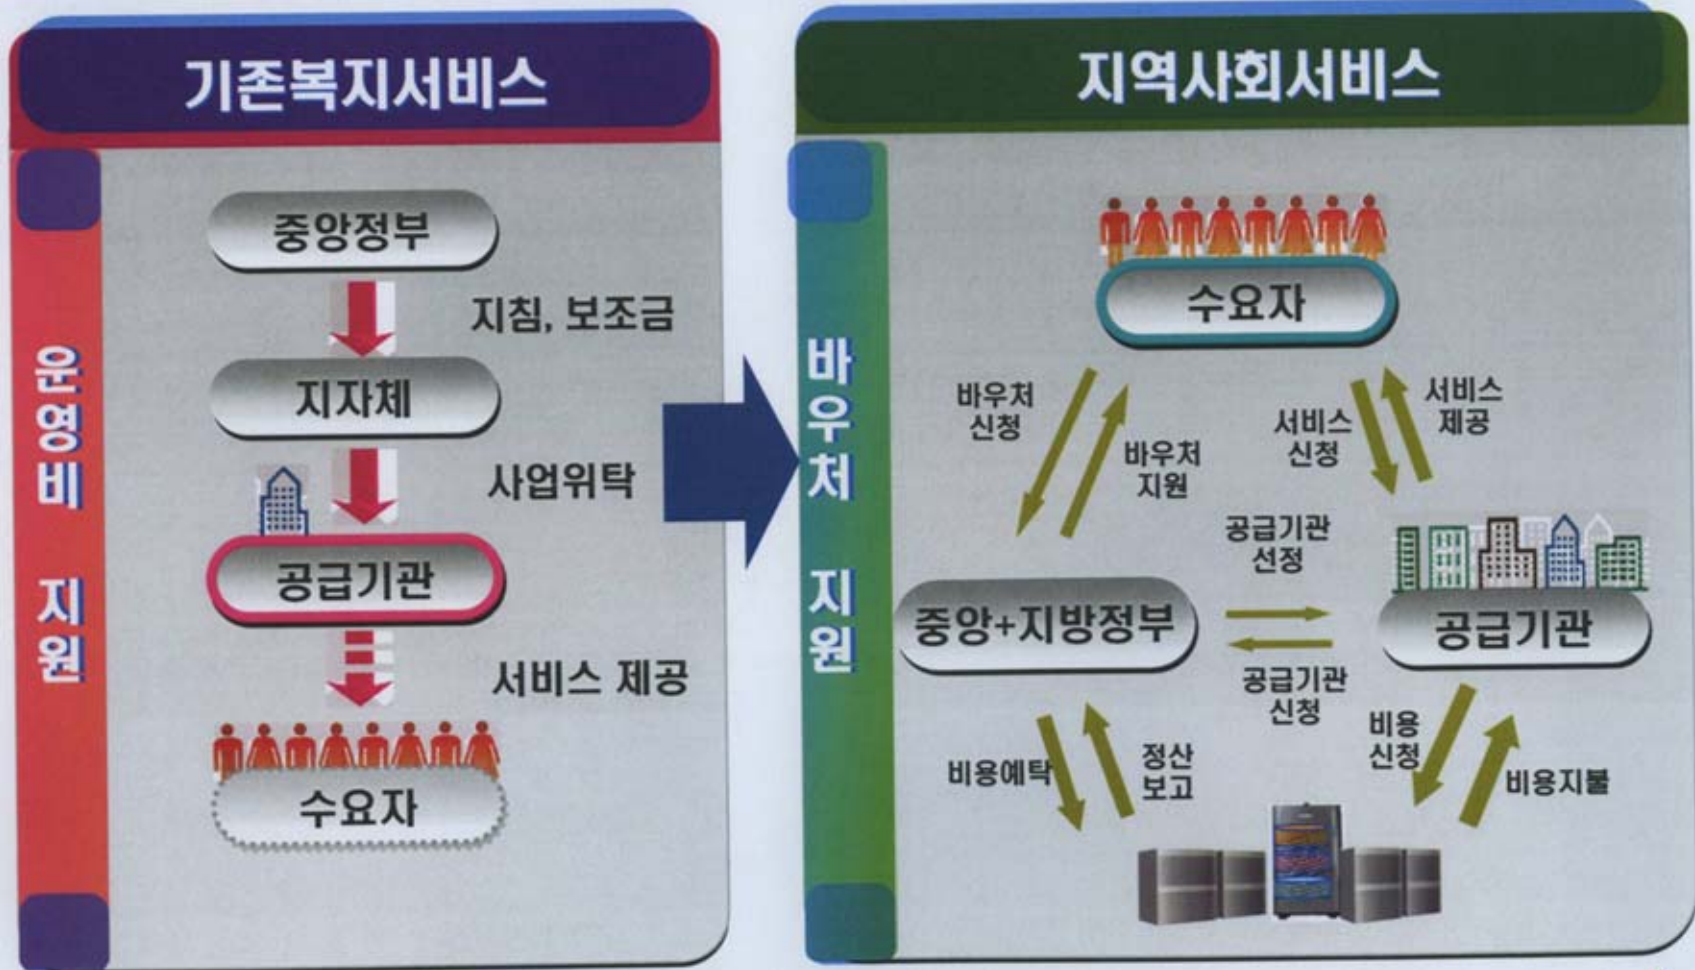 기존복지서비스
운영비 지원
중앙정부
지침, 보조금
지자체
사업위탁
공급기관
서비스 제공
수요자
지역사회서비스
바우처 지원
수요자
바우처
신청
바우처
지원
서비스
신청
서비스
제공
공급기관
선정
중앙+지방정부
공급기관
공급기관
신청
비용예탁
정산
보고
비용
신청
비용지불